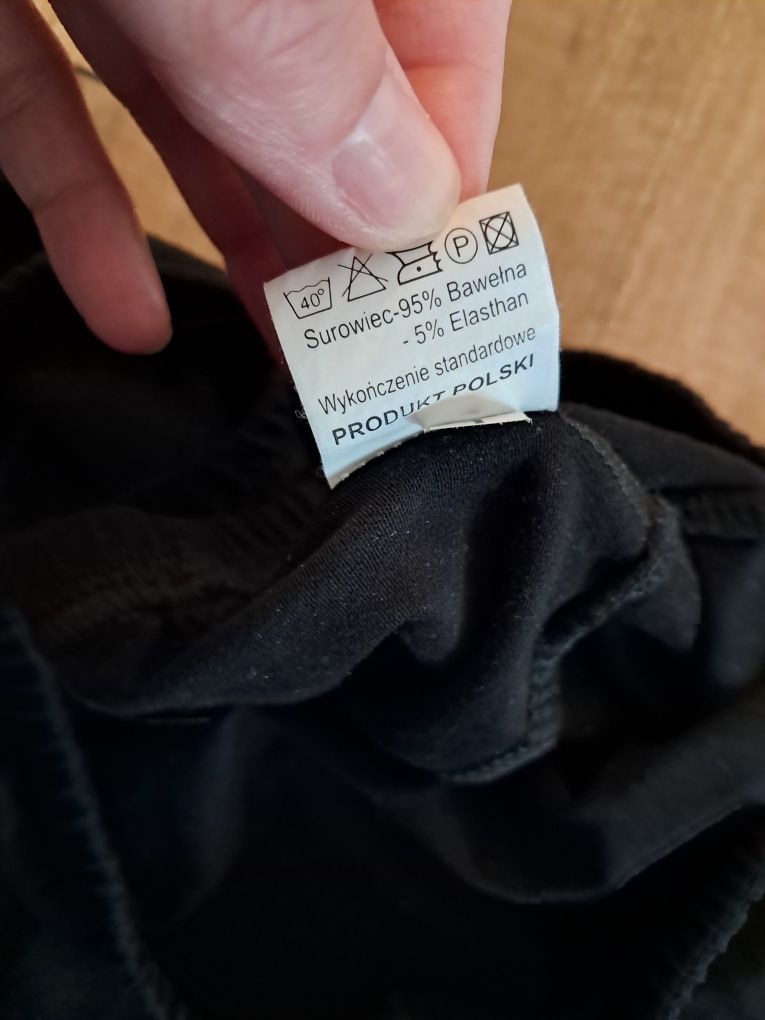 40° P
Surowiec-95% Bawełna
- 5% Elasthan
Wykończenie standardowe
PRODUKT POLSKI